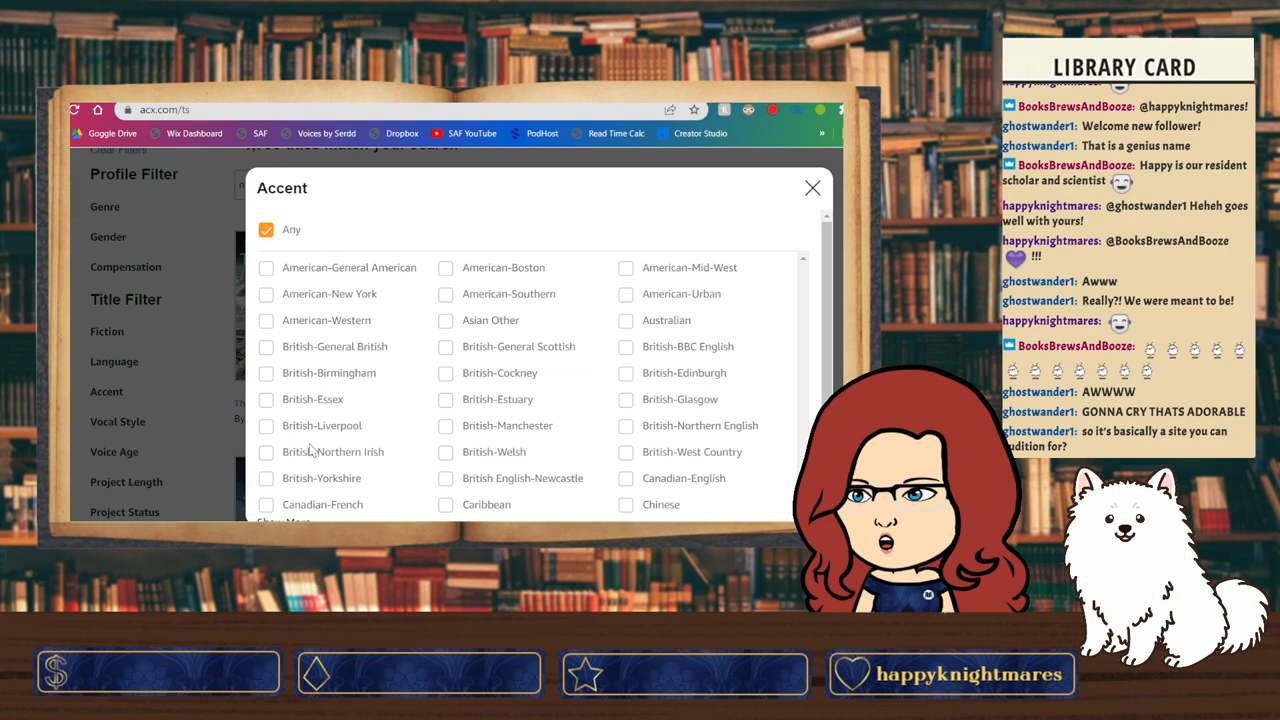 acx.com/ts
Google Drive
Wix Dashboard
SAF
Voices by Serdd
Dropbox
SAF YouTube
PodHost
Read Time Calc
Creator Studio
»
Clear Filters
Profile Filter
Genre
Gender
Compensation
Title Filter
Fiction
Language
Accent
Vocal Style
Voice Age
Project Length
Project Status
Accent
Any
American-General American
American-Boston
American-Mid-West
American-New York
American-Southern
American-Urban
American-Western
Asian Other
Australian
British-General British
British-General Scottish
British-BBC English
British-Birmingham
British-Cockney
British-Edinburgh
British-Essex
British-Estuary
British-Glasgow
British-Liverpool
British-Manchester
British-Northern English
British-Northern Irish
British-Welsh
British-West Country
British-Yorkshire
British English-Newcastle
Canadian-English
Canadian-French
Caribbean
Chinese
Show More
LIBRARY CARD
BooksBrewsAndBooze: @happyknightmares!
ghostwander1: Welcome new follower!
ghostwander1: That is a genius name
BooksBrewsAndBooze: Happy is our resident
scholar and scientist
happyknightmares: @ghostwander1 Heheh goes
well with yours!
happyknightmares: @BooksBrewsAndBooze
!!!
ghostwander1: Awww
ghostwander1: Really?! We were meant to be!
happyknightmares:
BooksBrewsAndBooze:
ghostwander1: AWWWW
ghostwander1: GONNA CRY THATS ADORABLE
ghostwander1: so it's basically a site you can
udition for?
$
happyknightmares